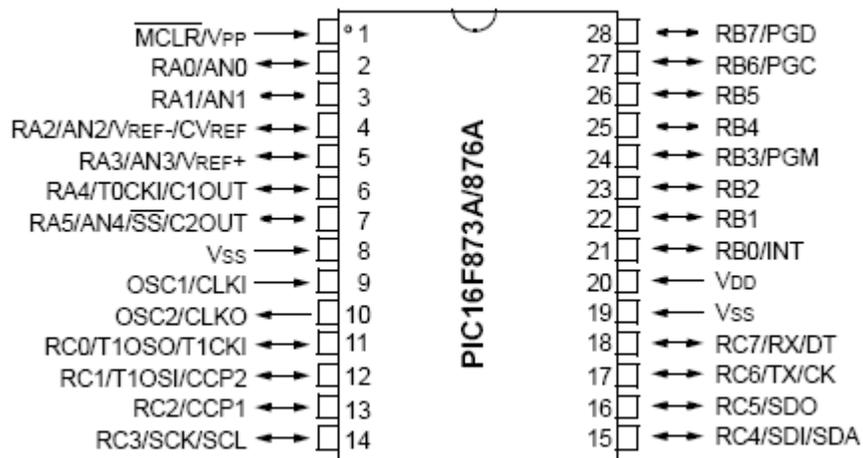 MCLR/VPP 1 28 RB7/PGD
RA0/AN0 2 27 RB6/PGC
RA1/AN1 3 26 RB5
RA2/AN2/VREF-/CVREF 4 25 RB4
RA3/AN3/VREF+ 5 24 RB3/PGM
RA4/T0CKI/C1OUT 6 23 RB2
RA5/AN4/SS/C2OUT 7 22 RB1
VSS 8 21 RB0/INT
OSC1/CLKI 9 20 VDD
OSC2/CLKO 10 19 VSS
RC0/T1OSO/T1CKI 11 18 RC7/RX/DT
RC1/T1OSI/CCP2 12 17 RC6/TX/CK
RC2/CCP1 13 16 RC5/SDO
RC3/SCK/SCL 14 15 RC4/SDI/SDA
PIC16F873A/876A